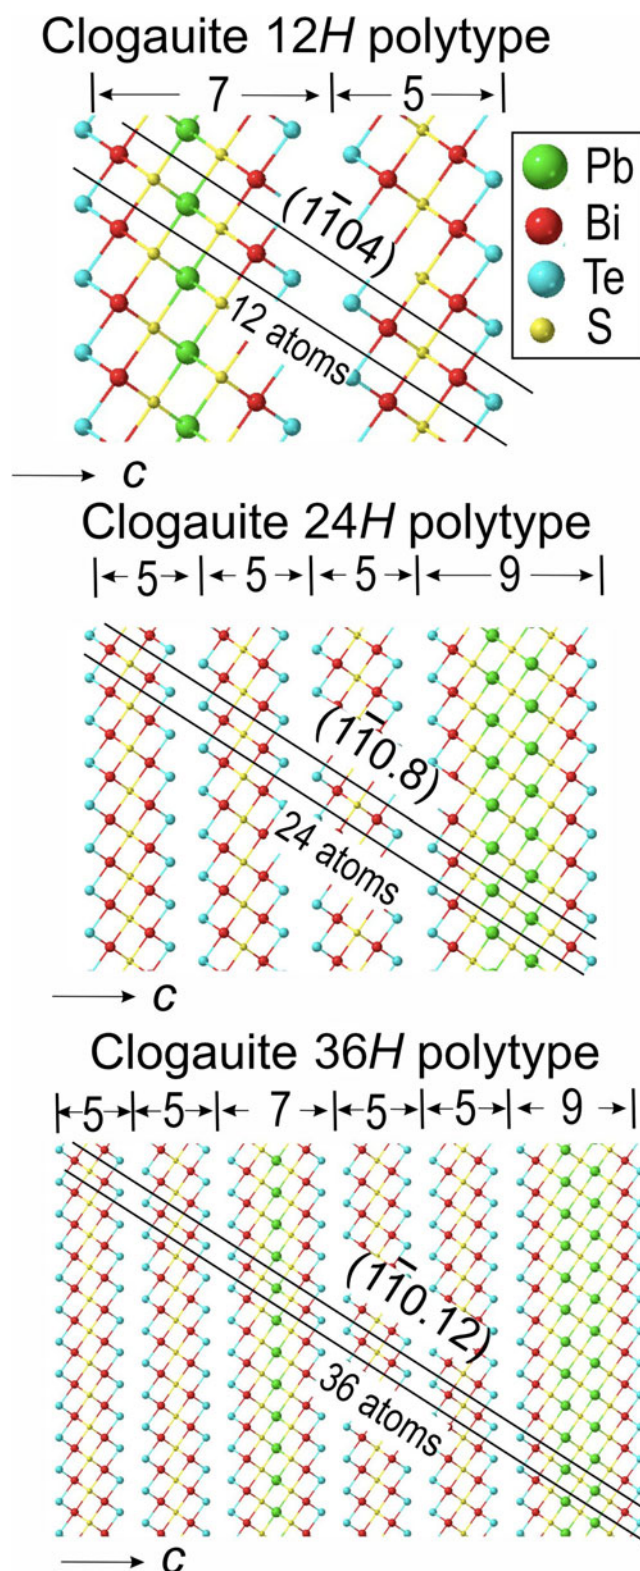 Clogauite 12H polytype
7 5
Pb
Bi
Te
S
(11̅04)
12 atoms
c
Clogauite 24H polytype
5 5 5 9
(11̅0.8)
24 atoms
c
Clogauite 36H polytype
5 5 7 5 5 9
(11̅0.12)
36 atoms
c